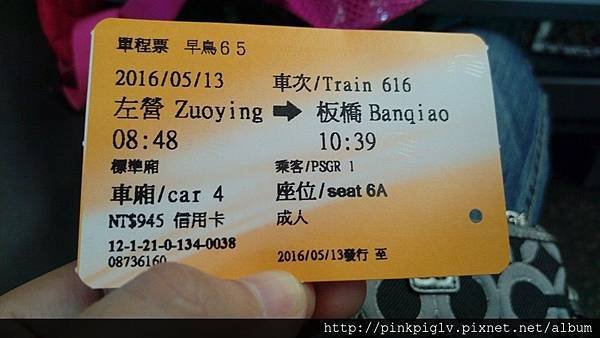 單程票 早鳥65
2016/05/13 車次/Train 616
左營 Zuoying ➡ 板橋 Banqiao
08:48 10:39
標準廂 乘客/PSGR 1
車廂/car 4 座位/seat 6A
NT$945 信用卡 成人
12-1-21-0-134-0038
08736160 2016/05/13發行 至
http://pinkpiglv.pixnet.net/album